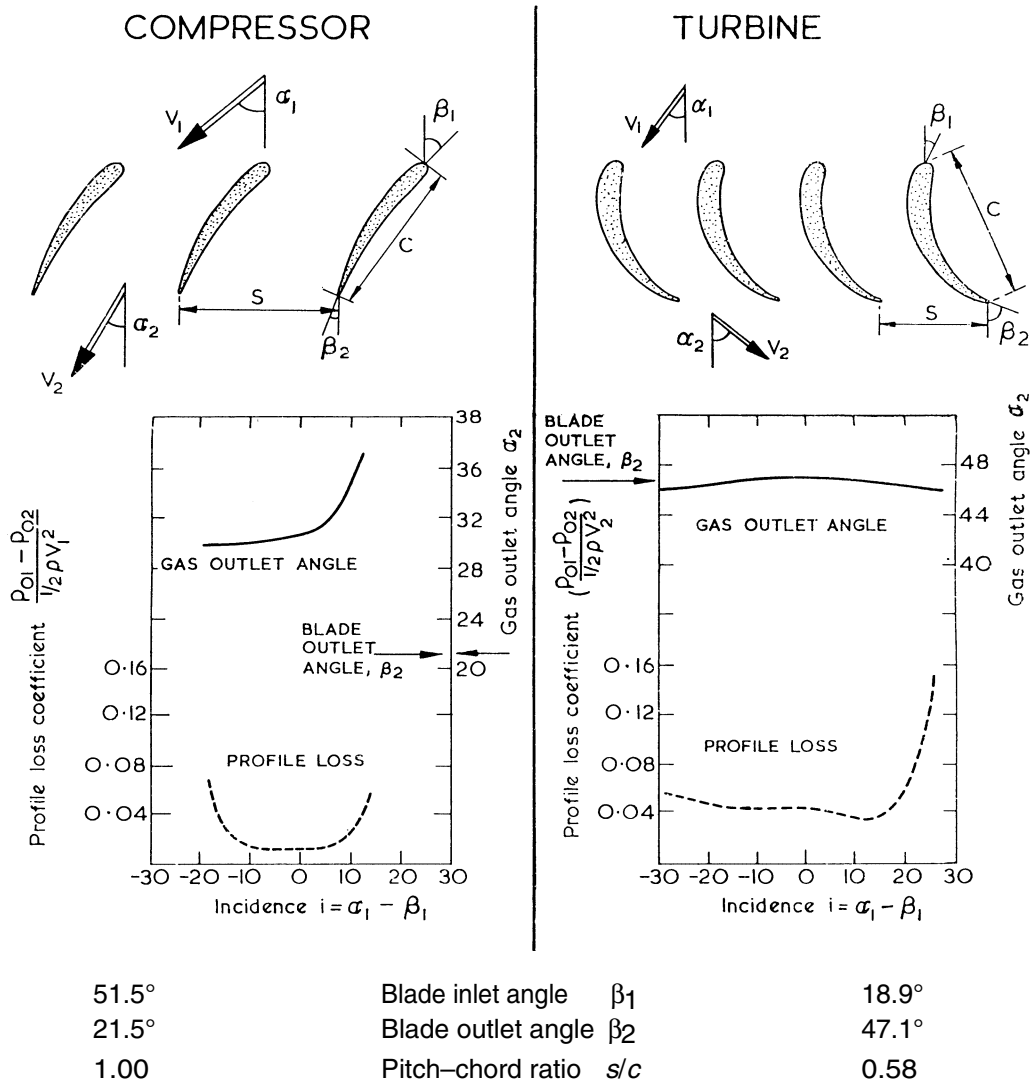 COMPRESSOR
V1
α1
β1
C
S
β2
α2
V2
Profile loss coefficient P01 – P02 / 1/2 ρ V1²
38
36
32
28
24
20
Gas outlet angle α2
GAS OUTLET ANGLE
BLADE
OUTLET
ANGLE, β2
0·16
0·12
0·08
0·04
PROFILE LOSS
-30 -20 -10 0 10 20 30
Incidence i = α1 – β1
TURBINE
V1
α1
β1
C
S
β2
α2
V2
BLADE
OUTLET
ANGLE, β2
Profile loss coefficient (P01–P02 / 1/2 ρ V2²)
48
44
40
Gas outlet angle α2
GAS OUTLET ANGLE
0·16
0·12
0·08
0·04
PROFILE LOSS
-30 -20 -10 0 10 20 30
Incidence i = α1 – β1
51.5° Blade inlet angle β1 18.9°
21.5° Blade outlet angle β2 47.1°
1.00 Pitch–chord ratio s/c 0.58